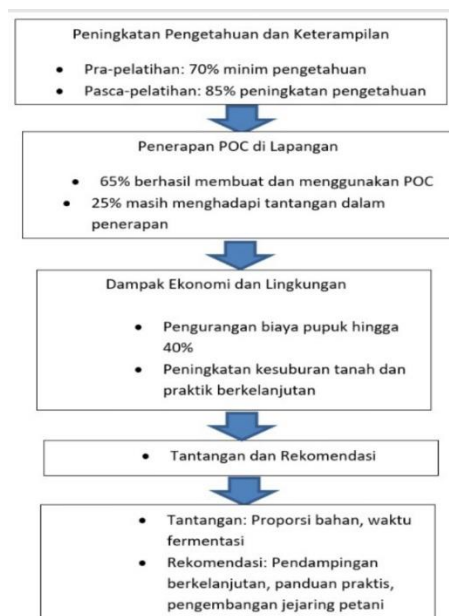 Peningkatan Pengetahuan dan Keterampilan
• Pra-pelatihan: 70% minim pengetahuan
• Pasca-pelatihan: 85% peningkatan pengetahuan
Penerapan POC di Lapangan
• 65% berhasil membuat dan menggunakan POC
• 25% masih menghadapi tantangan dalam
penerapan
Dampak Ekonomi dan Lingkungan
• Pengurangan biaya pupuk hingga
40%
• Peningkatan kesuburan tanah dan
praktik berkelanjutan
• Tantangan dan Rekomendasi
• Tantangan: Proporsi bahan, waktu
fermentasi
• Rekomendasi: Pendampingan
berkelanjutan, panduan praktis,
pengembangan jejaring petani